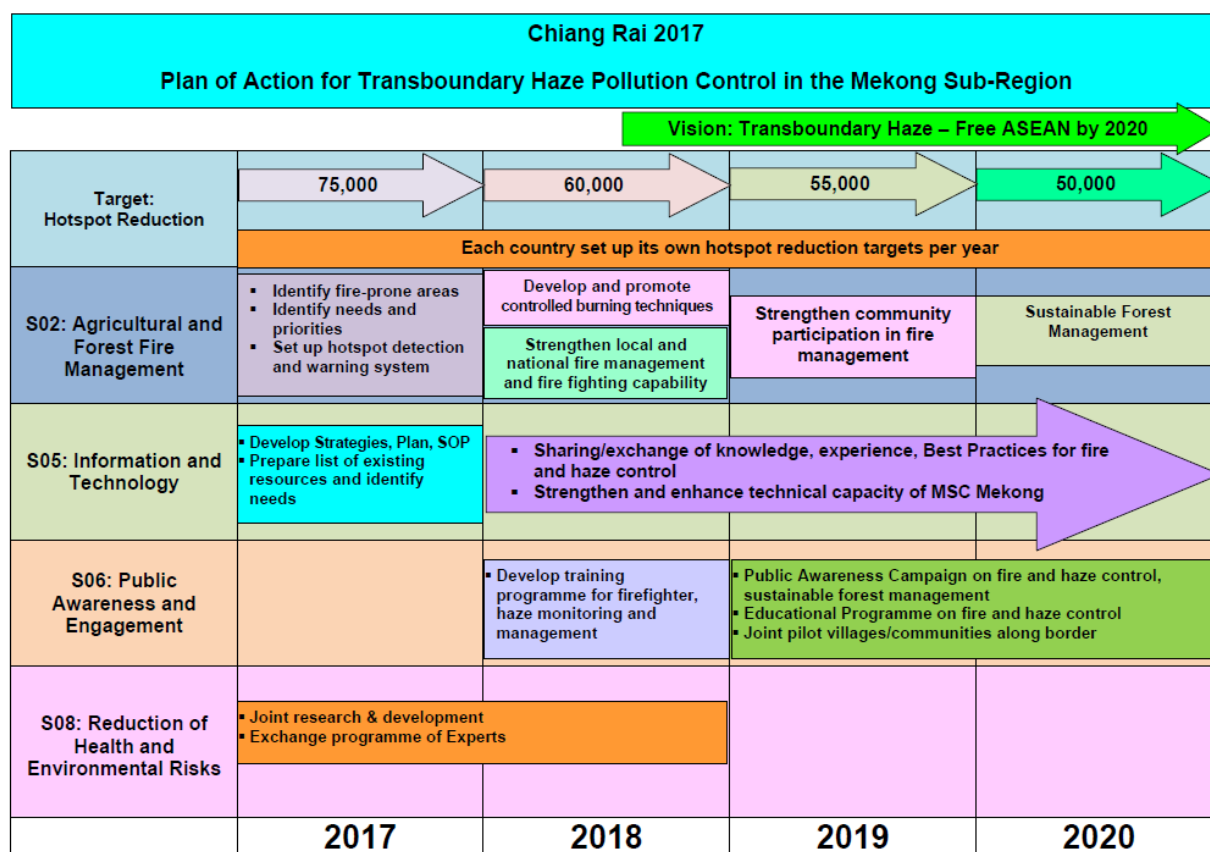 Chiang Rai 2017
Plan of Action for Transboundary Haze Pollution Control in the Mekong Sub-Region
Vision: Transboundary Haze – Free ASEAN by 2020
Target:
Hotspot Reduction
75,000
60,000
55,000
50,000
Each country set up its own hotspot reduction targets per year
S02: Agricultural and
Forest Fire
Management
▪ Identify fire-prone areas
▪ Identify needs and
priorities
▪ Set up hotspot detection
and warning system
Develop and promote
controlled burning techniques
Strengthen local and
national fire management
and fire fighting capability
Strengthen community
participation in fire
management
Sustainable Forest
Management
S05: Information and
Technology
▪ Develop Strategies, Plan, SOP
▪ Prepare list of existing
resources and identify
needs
▪ Sharing/exchange of knowledge, experience, Best Practices for fire
and haze control
▪ Strengthen and enhance technical capacity of MSC Mekong
S06: Public
Awareness and
Engagement
▪ Develop training
programme for firefighter,
haze monitoring and
management
▪ Public Awareness Campaign on fire and haze control,
sustainable forest management
▪ Educational Programme on fire and haze control
▪ Joint pilot villages/communities along border
S08: Reduction of
Health and
Environmental Risks
▪ Joint research & development
▪ Exchange programme of Experts
2017
2018
2019
2020